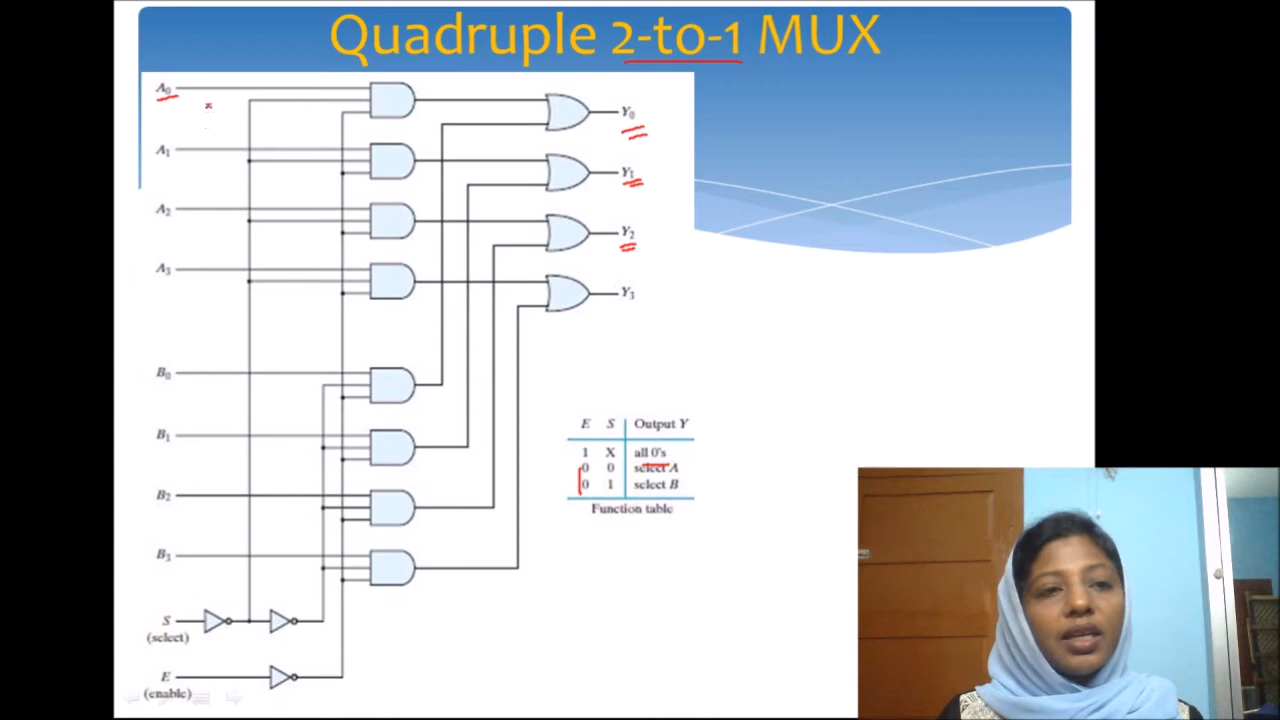 Quadruple 2-to-1 MUX
A₀
Y₀
A₁
Y₁
A₂
Y₂
A₃
Y₃
B₀
B₁
B₂
B₃
E S Output Y
1 X all 0's
0 0 select A
0 1 select B
Function table
S
(select)
E
(enable)